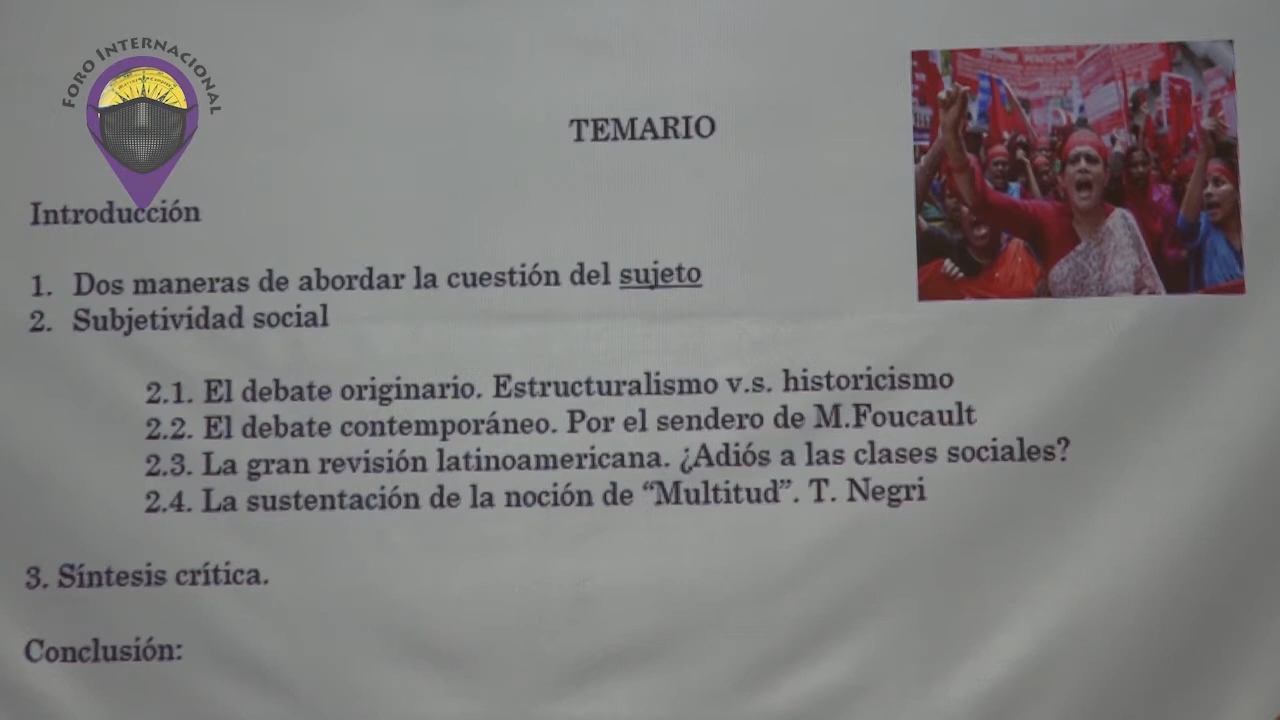 FORO INTERNACIONAL
TEMARIO
Introducción
1. Dos maneras de abordar la cuestión del sujeto
2. Subjetividad social
2.1. El debate originario. Estructuralismo v.s. historicismo
2.2. El debate contemporáneo. Por el sendero de M.Foucault
2.3. La gran revisión latinoamericana. ¿Adiós a las clases sociales?
2.4. La sustentación de la noción de “Multitud”. T. Negri
3. Síntesis crítica.
Conclusión: